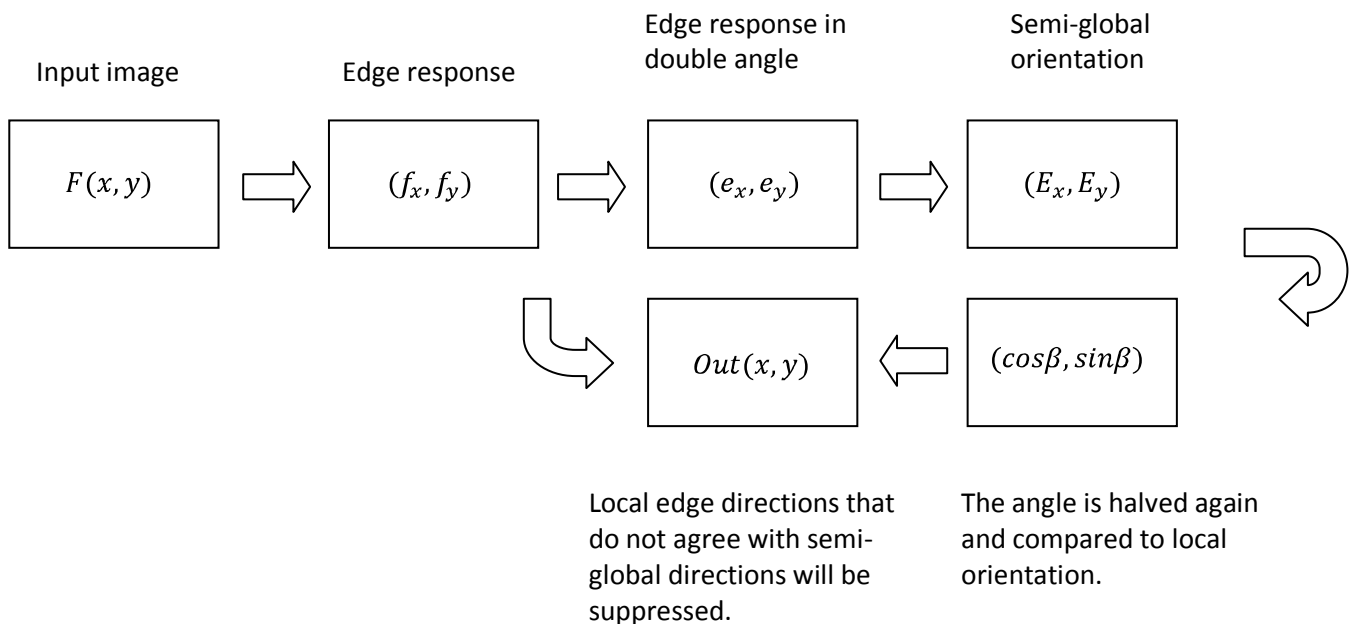 Input image
Edge response
Edge response in
double angle
Semi-global
orientation
F(x, y)
(f_x, f_y)
(e_x, e_y)
(E_x, E_y)
Out(x, y)
(cosβ, sinβ)
Local edge directions that
do not agree with semi-
global directions will be
suppressed.
The angle is halved again
and compared to local
orientation.